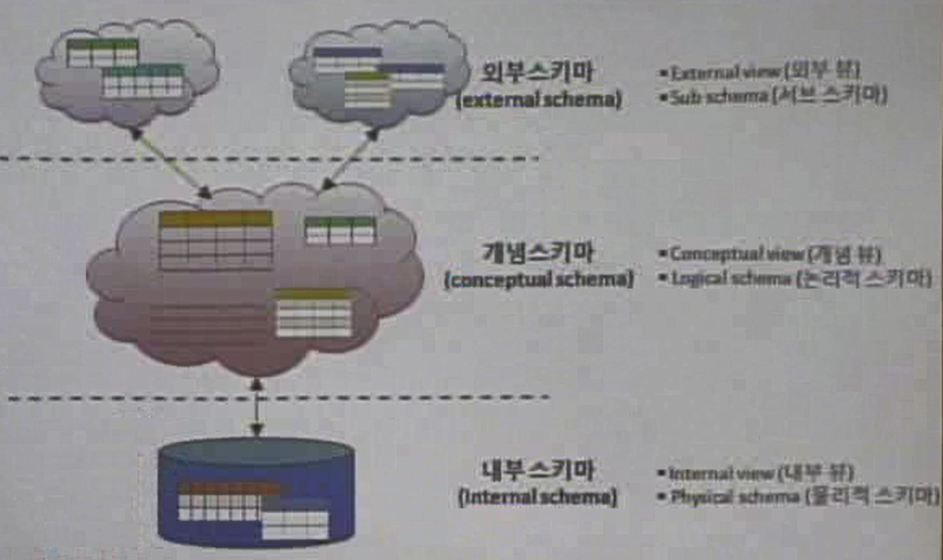 외부스키마
(external schema)
▪ External view (외부 뷰)
▪ Sub schema (서브 스키마)
개념스키마
(conceptual schema)
▪ Conceptual view (개념 뷰)
▪ Logical schema (논리적 스키마)
내부스키마
(Internal schema)
▪ Internal view (내부 뷰)
▪ Physical schema (물리적 스키마)